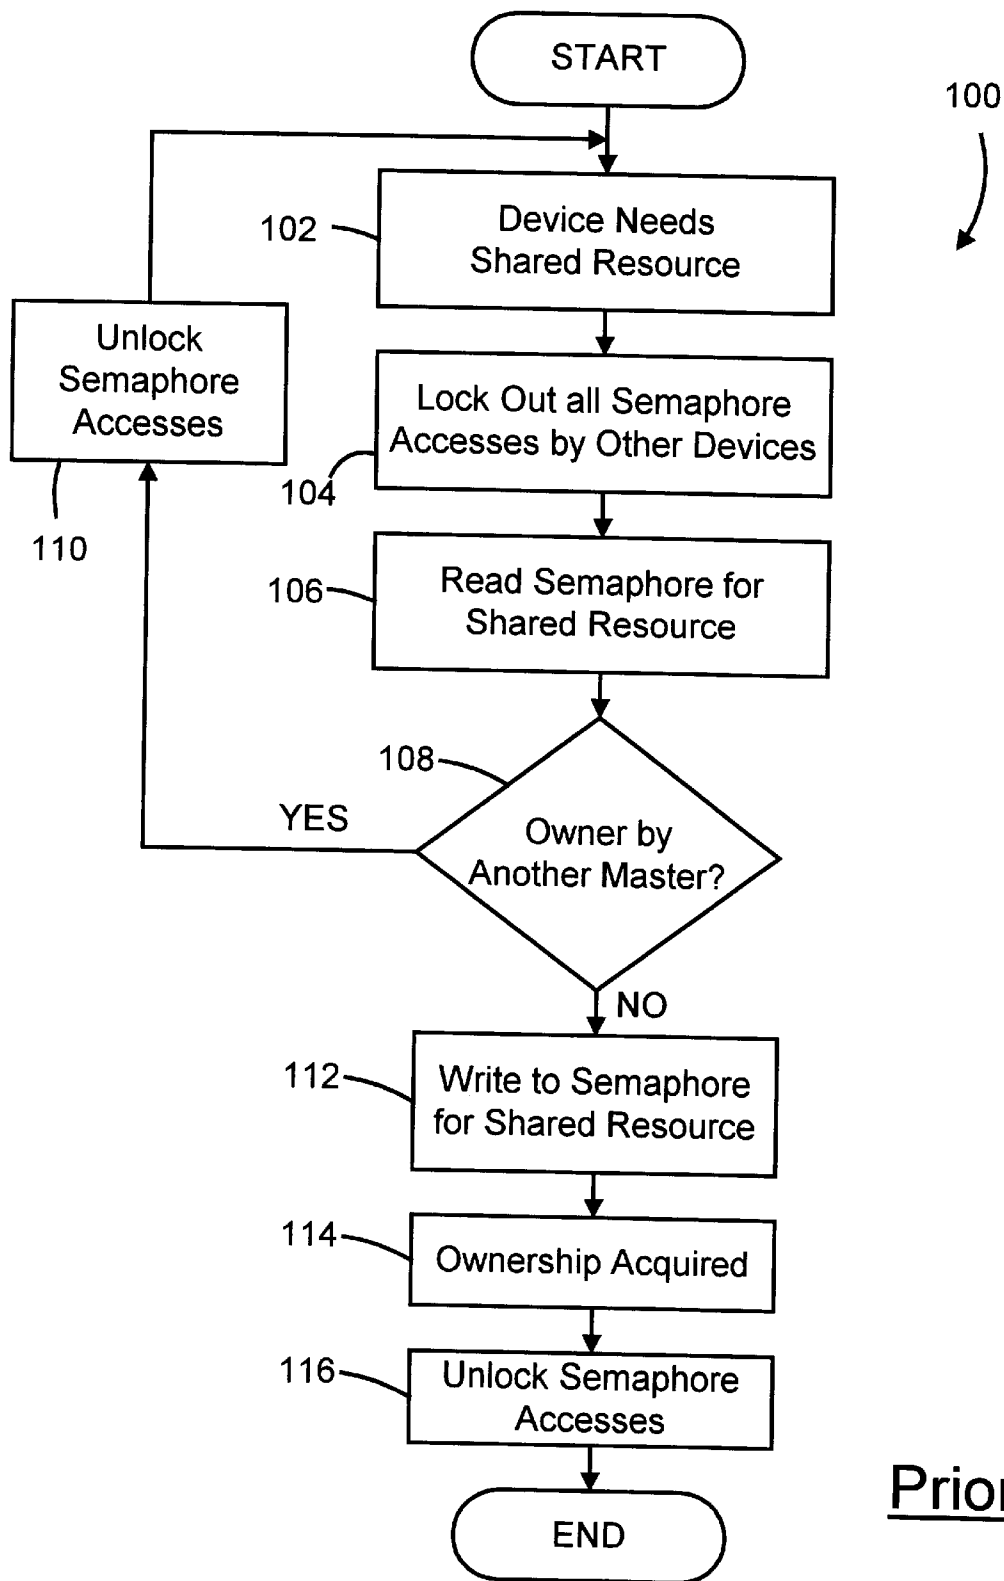 START
100
102
Device Needs
Shared Resource
Unlock
Semaphore
Accesses
110
Lock Out all Semaphore
Accesses by Other Devices
104
106
Read Semaphore for
Shared Resource
108
YES
Owner by
Another Master?
NO
112
Write to Semaphore
for Shared Resource
114
Ownership Acquired
116
Unlock Semaphore
Accesses
Prior
END